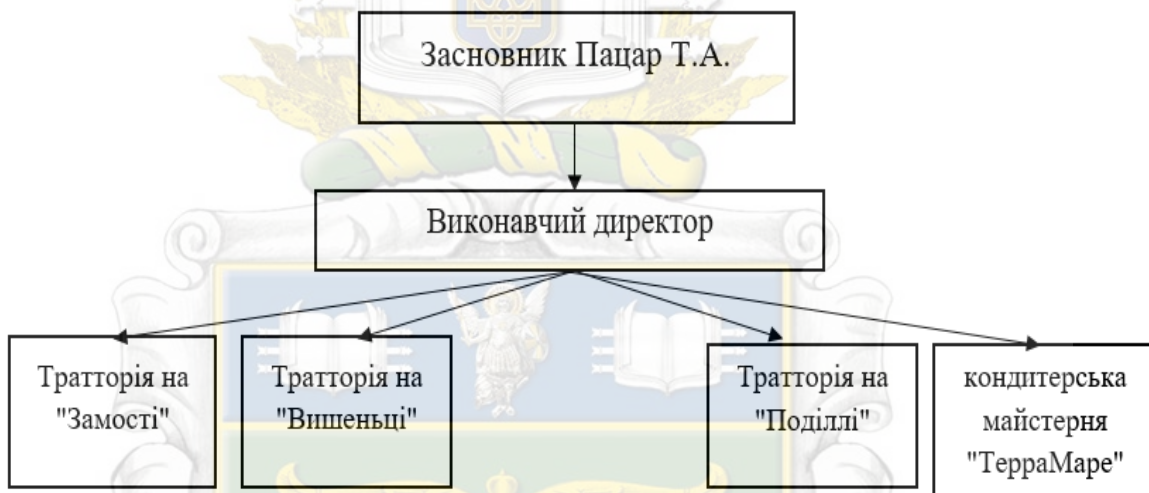 Засновник Пацар Т.А.
Виконавчий директор
Тратторія на
"Замості"
Тратторія на
"Вишеньці"
Тратторія на
"Поділлі"
кондитерська
майстерня
"ТерраМаре"